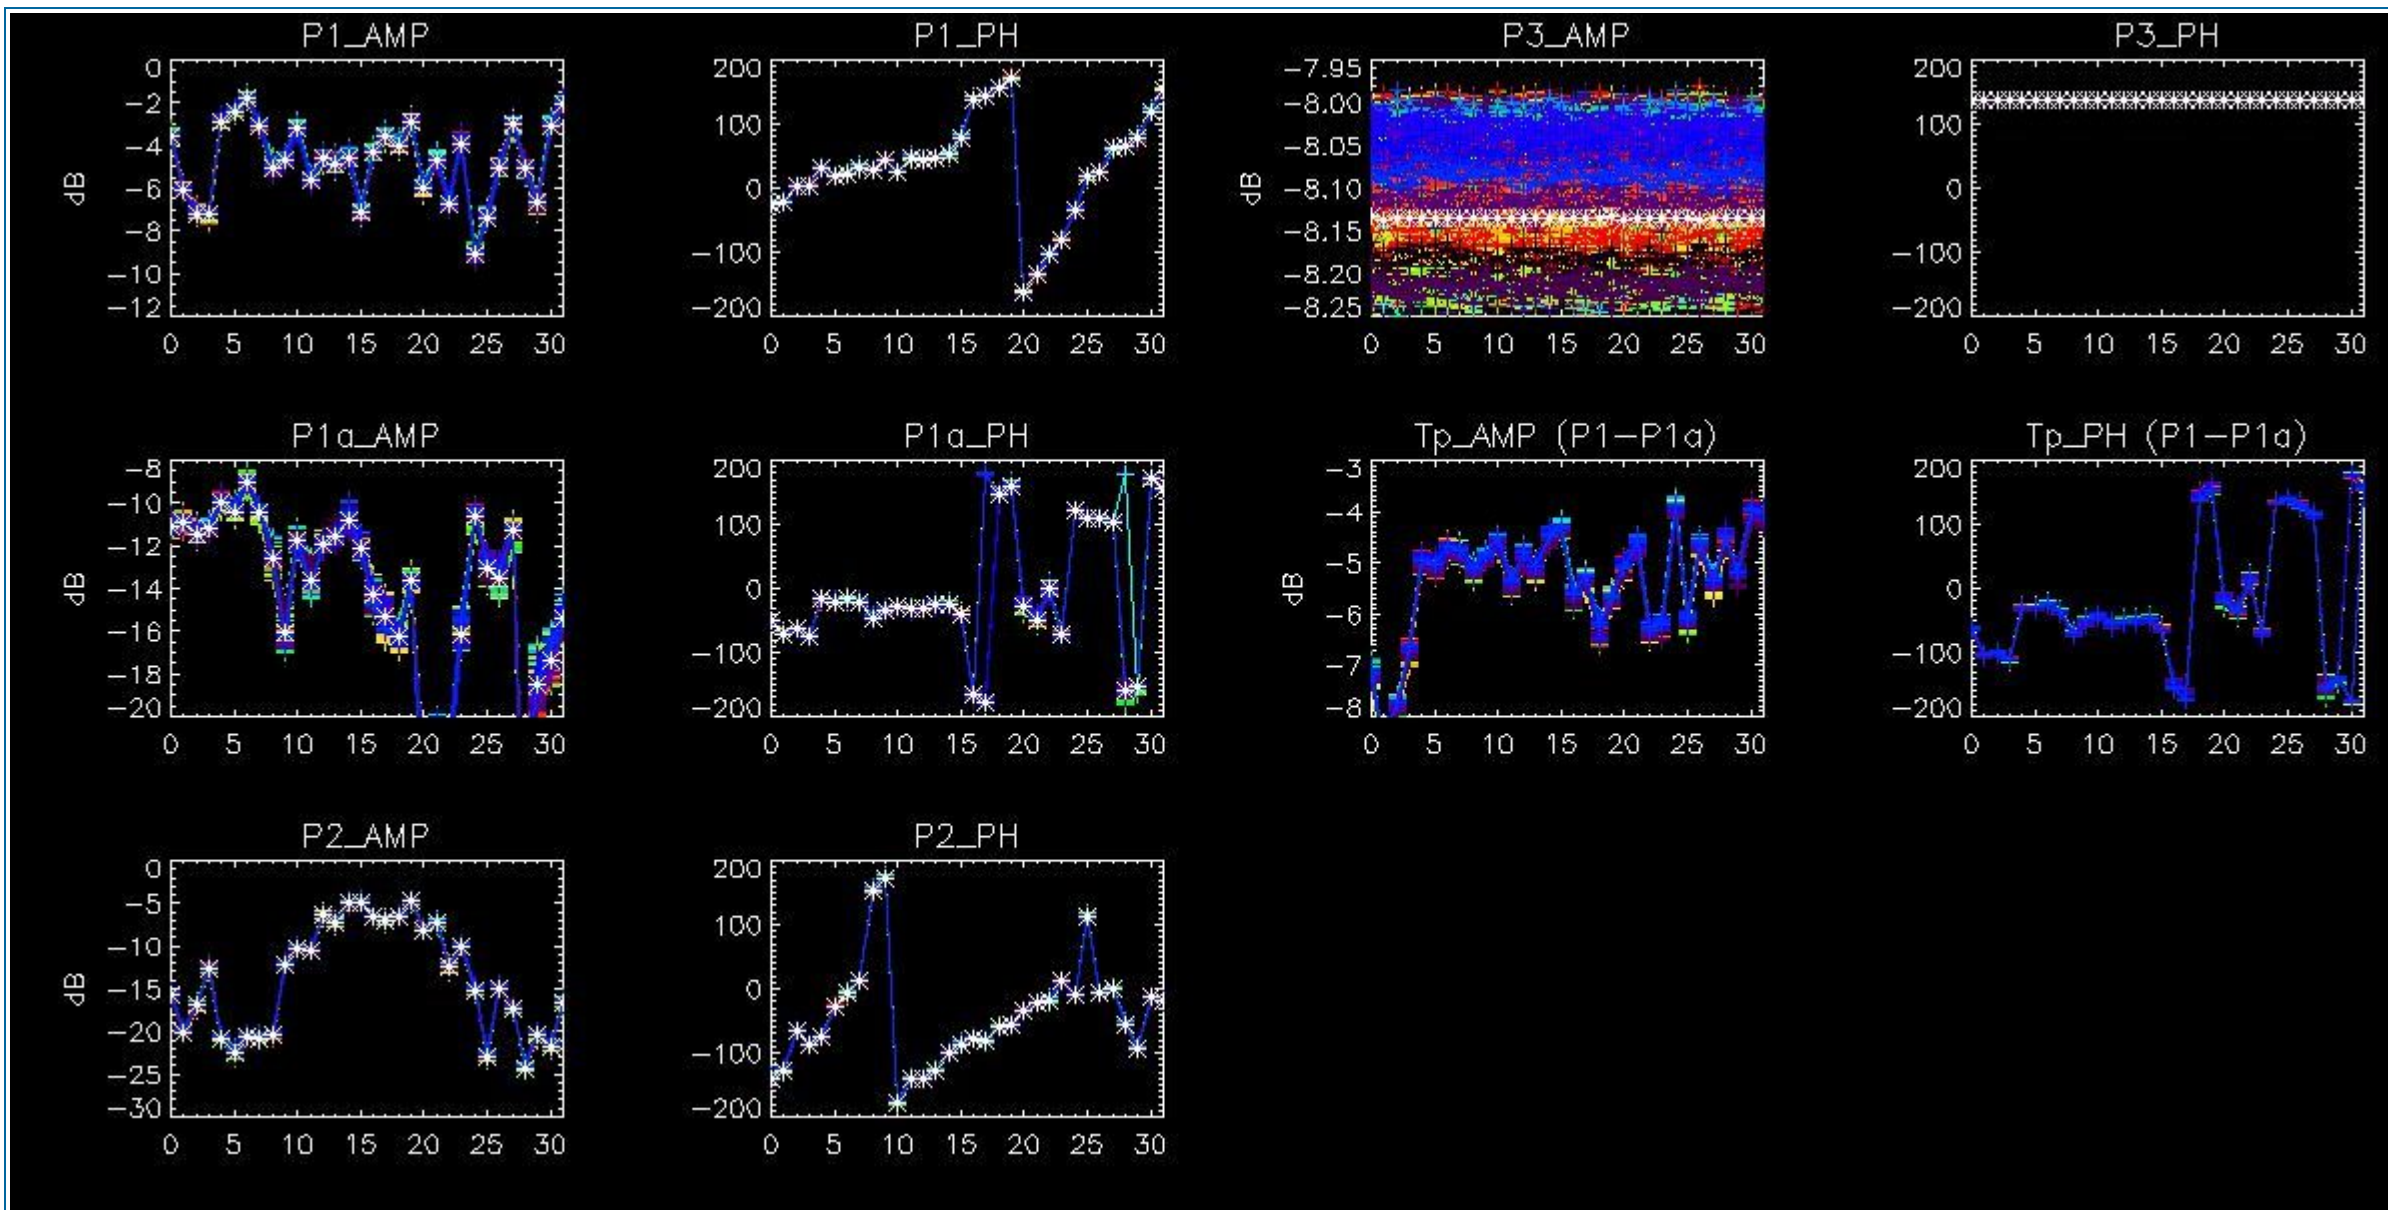 P1_AMP
0
−2
−4
−6
−8
−10
−12
dB
0 5 10 15 20 25 30
P1_PH
200
100
0
−100
−200
0 5 10 15 20 25 30
P3_AMP
−7.95
−8.00
−8.05
−8.10
−8.15
−8.20
−8.25
dB
0 5 10 15 20 25 30
P3_PH
200
100
0
−100
−200
0 5 10 15 20 25 30
P1a_AMP
−8
−10
−12
−14
−16
−18
−20
dB
0 5 10 15 20 25 30
P1a_PH
200
100
0
−100
−200
0 5 10 15 20 25 30
Tp_AMP (P1−P1a)
−3
−4
−5
−6
−7
−8
dB
0 5 10 15 20 25 30
Tp_PH (P1−P1a)
200
100
0
−100
−200
0 5 10 15 20 25 30
P2_AMP
0
−5
−10
−15
−20
−25
−30
dB
0 5 10 15 20 25 30
P2_PH
200
100
0
−100
−200
0 5 10 15 20 25 30